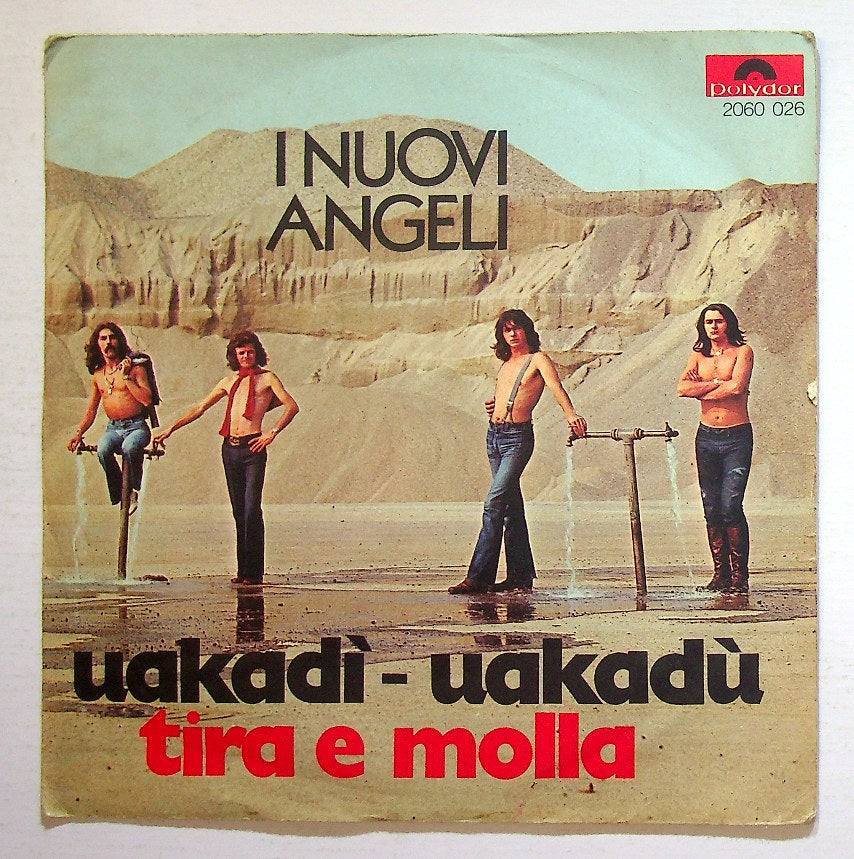 polydor
2060 026
I NUOVI
ANGELI
uakadì - uakadù
tira e molla